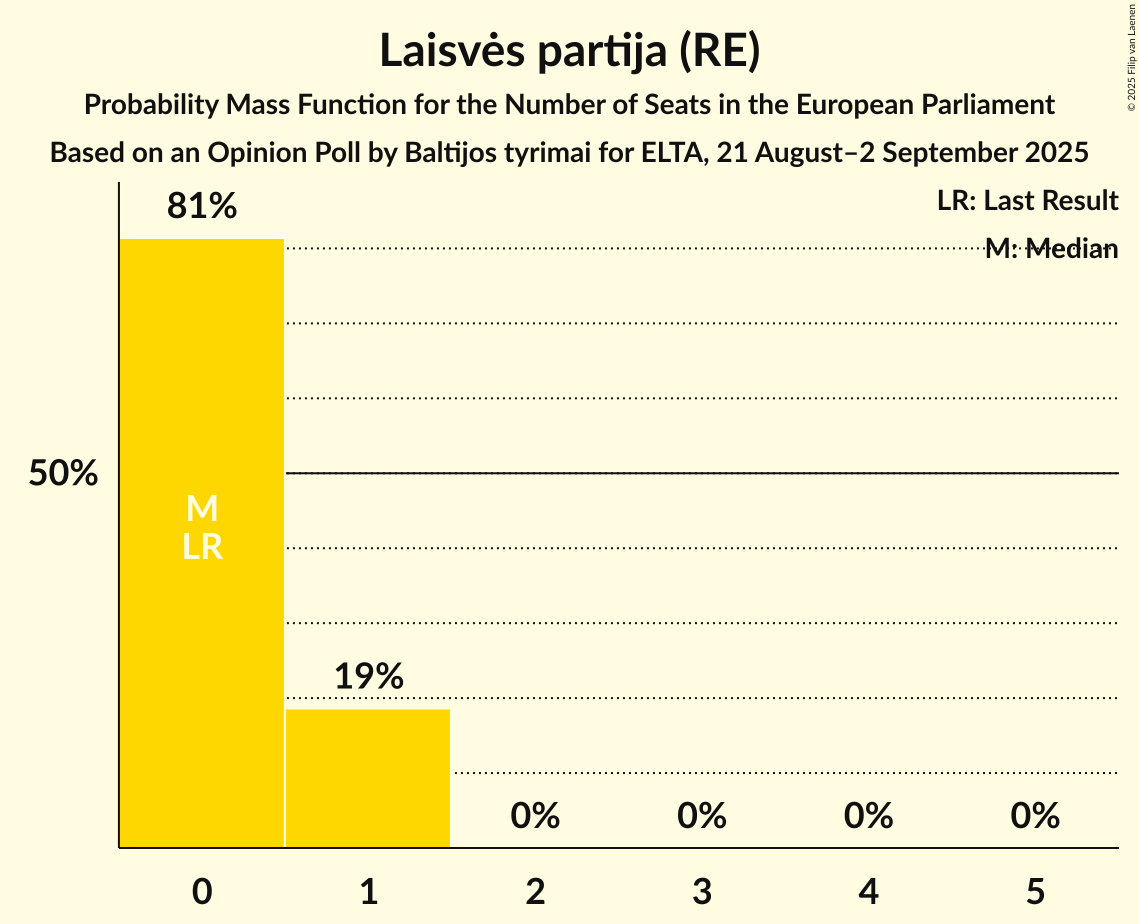 Laisvės partija (RE)
Probability Mass Function for the Number of Seats in the European Parliament
Based on an Opinion Poll by Baltijos tyrimai for ELTA, 21 August–2 September 2025
© 2025 Filip van Laenen
LR: Last Result
M: Median
81%
50%
M
LR
19%
0%
0%
0%
0%
0
1
2
3
4
5